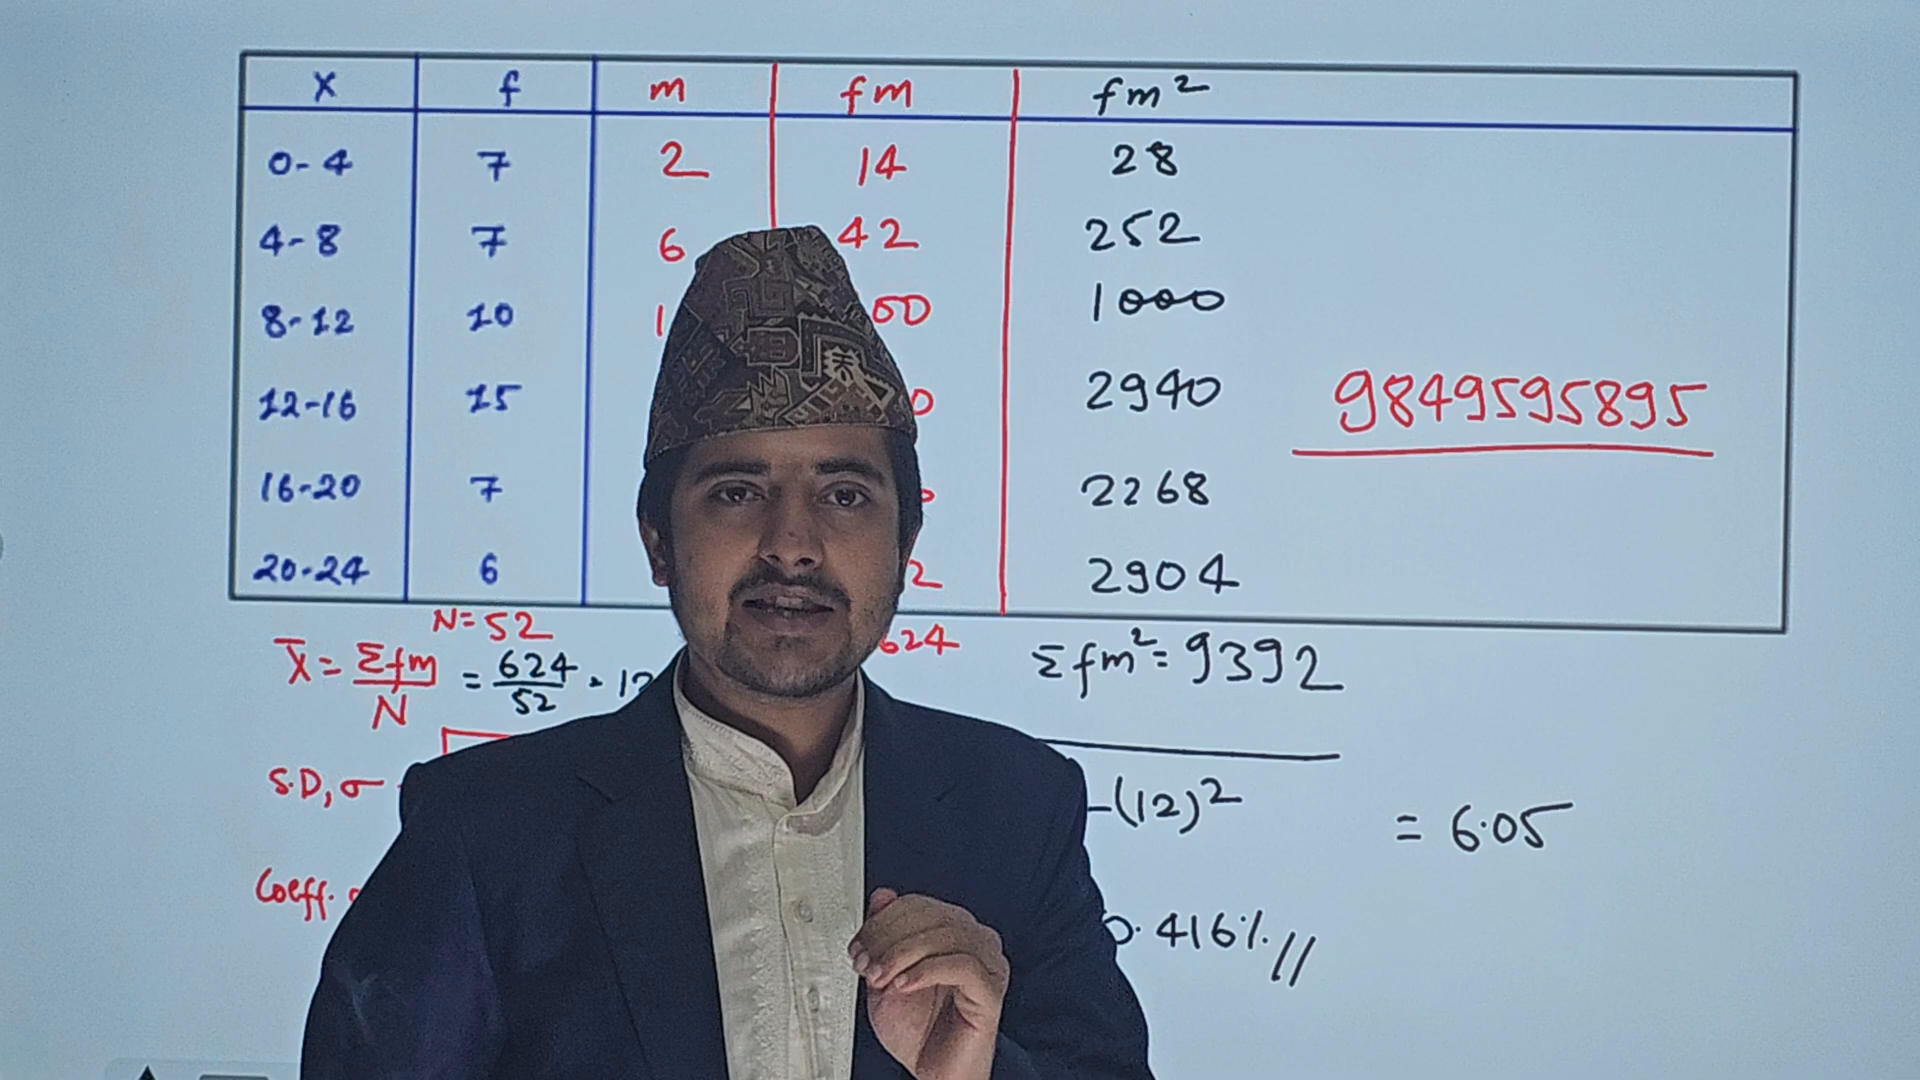 X f m fm fm²
0-4 7 2 14 28
4-8 7 6 42 252
8-12 10 1 00 1000
12-16 15 0 2940
9849595895
16-20 7 2268
20-24 6 2 2904
N=52
624
Σfm²=9392
X̄ = Σfm/N = 624/52 = 12
S.D, σ
-(12)²
= 6.05
Coeff.
0.416%//